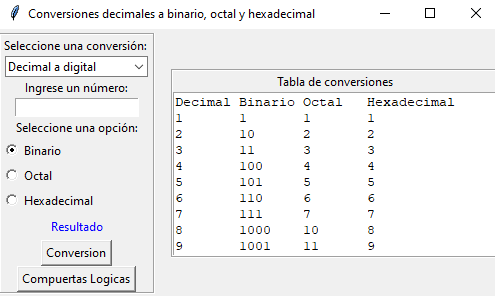 Conversiones decimales a binario, octal y hexadecimal
Seleccione una conversión:
Decimal a digital
Ingrese un número:
Seleccione una opción:
Binario
Octal
Hexadecimal
Resultado
Conversion
Compuertas Logicas
Tabla de conversiones
Decimal Binario Octal Hexadecimal
1 1 1 1
2 10 2 2
3 11 3 3
4 100 4 4
5 101 5 5
6 110 6 6
7 111 7 7
8 1000 10 8
9 1001 11 9